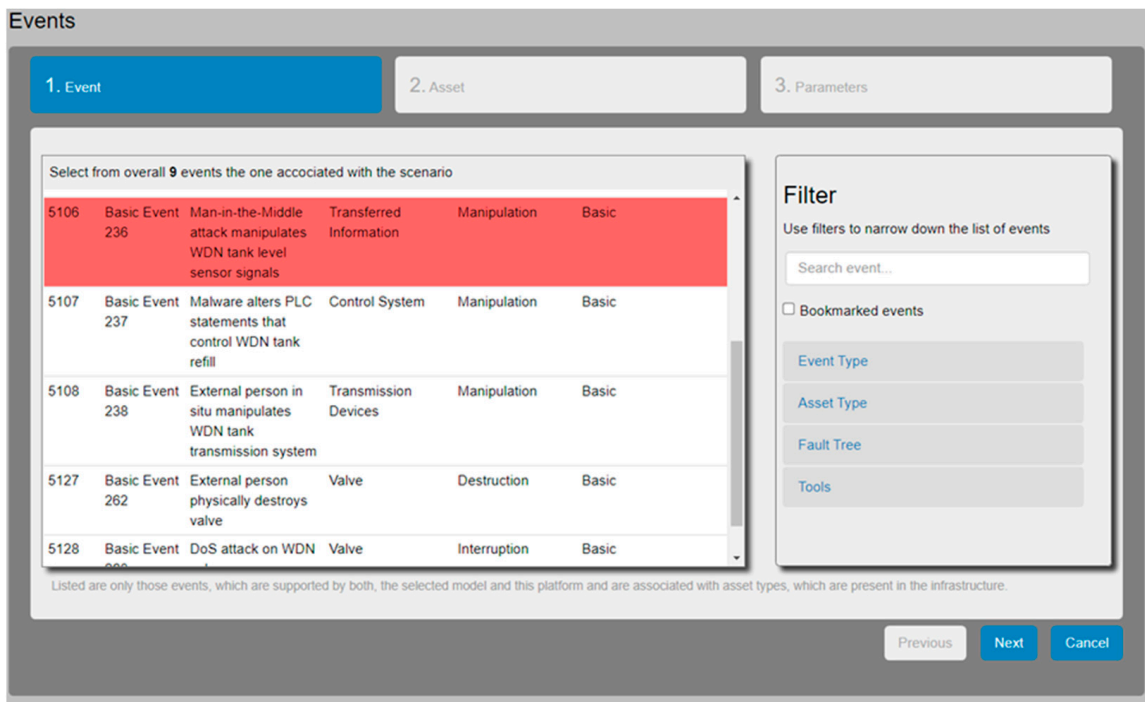 Events
1. Event
2. Asset
3. Parameters
Select from overall 9 events the one accociated with the scenario
5106 Basic Event Man-in-the-Middle Transferred Manipulation Basic
236 attack manipulates Information
WDN tank level
sensor signals
5107 Basic Event Malware alters PLC Control System Manipulation Basic
237 statements that
control WDN tank
refill
5108 Basic Event External person in Transmission Manipulation Basic
238 situ manipulates Devices
WDN tank
transmission system
5127 Basic Event External person Valve Destruction Basic
262 physically destroys
valve
5128 Basic Event DoS attack on WDN Valve Interruption Basic
Filter
Use filters to narrow down the list of events
Search event...
Bookmarked events
Event Type
Asset Type
Fault Tree
Tools
Listed are only those events, which are supported by both, the selected model and this platform and are associated with asset types, which are present in the infrastructure.
Previous
Next
Cancel